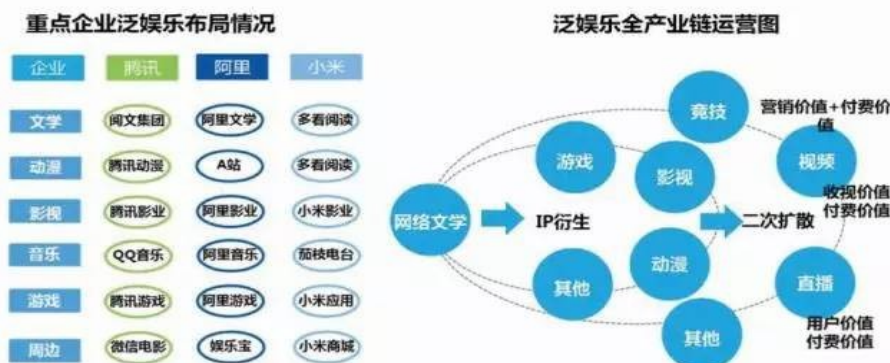 重点企业泛娱乐布局情况
企业 腾讯 阿里 小米
文学 阅文集团 阿里文学 多看阅读
动漫 腾讯动漫 A站 多看阅读
影视 腾讯影业 阿里影业 小米影业
音乐 QQ音乐 阿里音乐 茄枝电台
游戏 腾讯游戏 阿里游戏 小米应用
周边 微信电影 娱乐宝 小米商城
泛娱乐全产业链运营图
竞技
营销价值+付费价
值
游戏
影视
视频
收视价值
付费价值
网络文学
IP衍生
二次扩散
动漫
其他
直播
用户价值
付费价值
其他